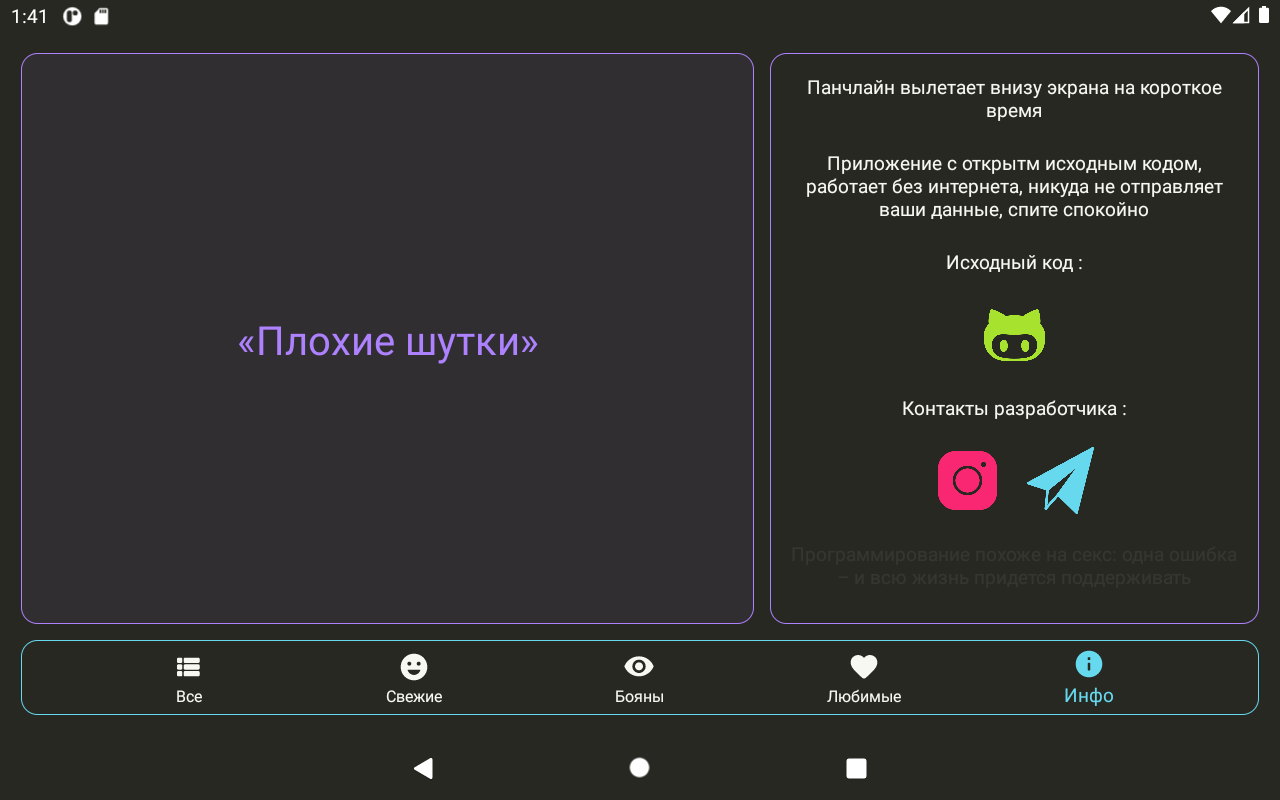 1:41
«Плохие шутки»
Панчлайн вылетает внизу экрана на короткое
время
Приложение с открытм исходным кодом,
работает без интернета, никуда не отправляет
ваши данные, спите спокойно
Исходный код :
Контакты разработчика :
Программирование похоже на секс: одна ошибка
– и всю жизнь придется поддерживать
Все
Свежие
Бояны
Любимые
Инфо